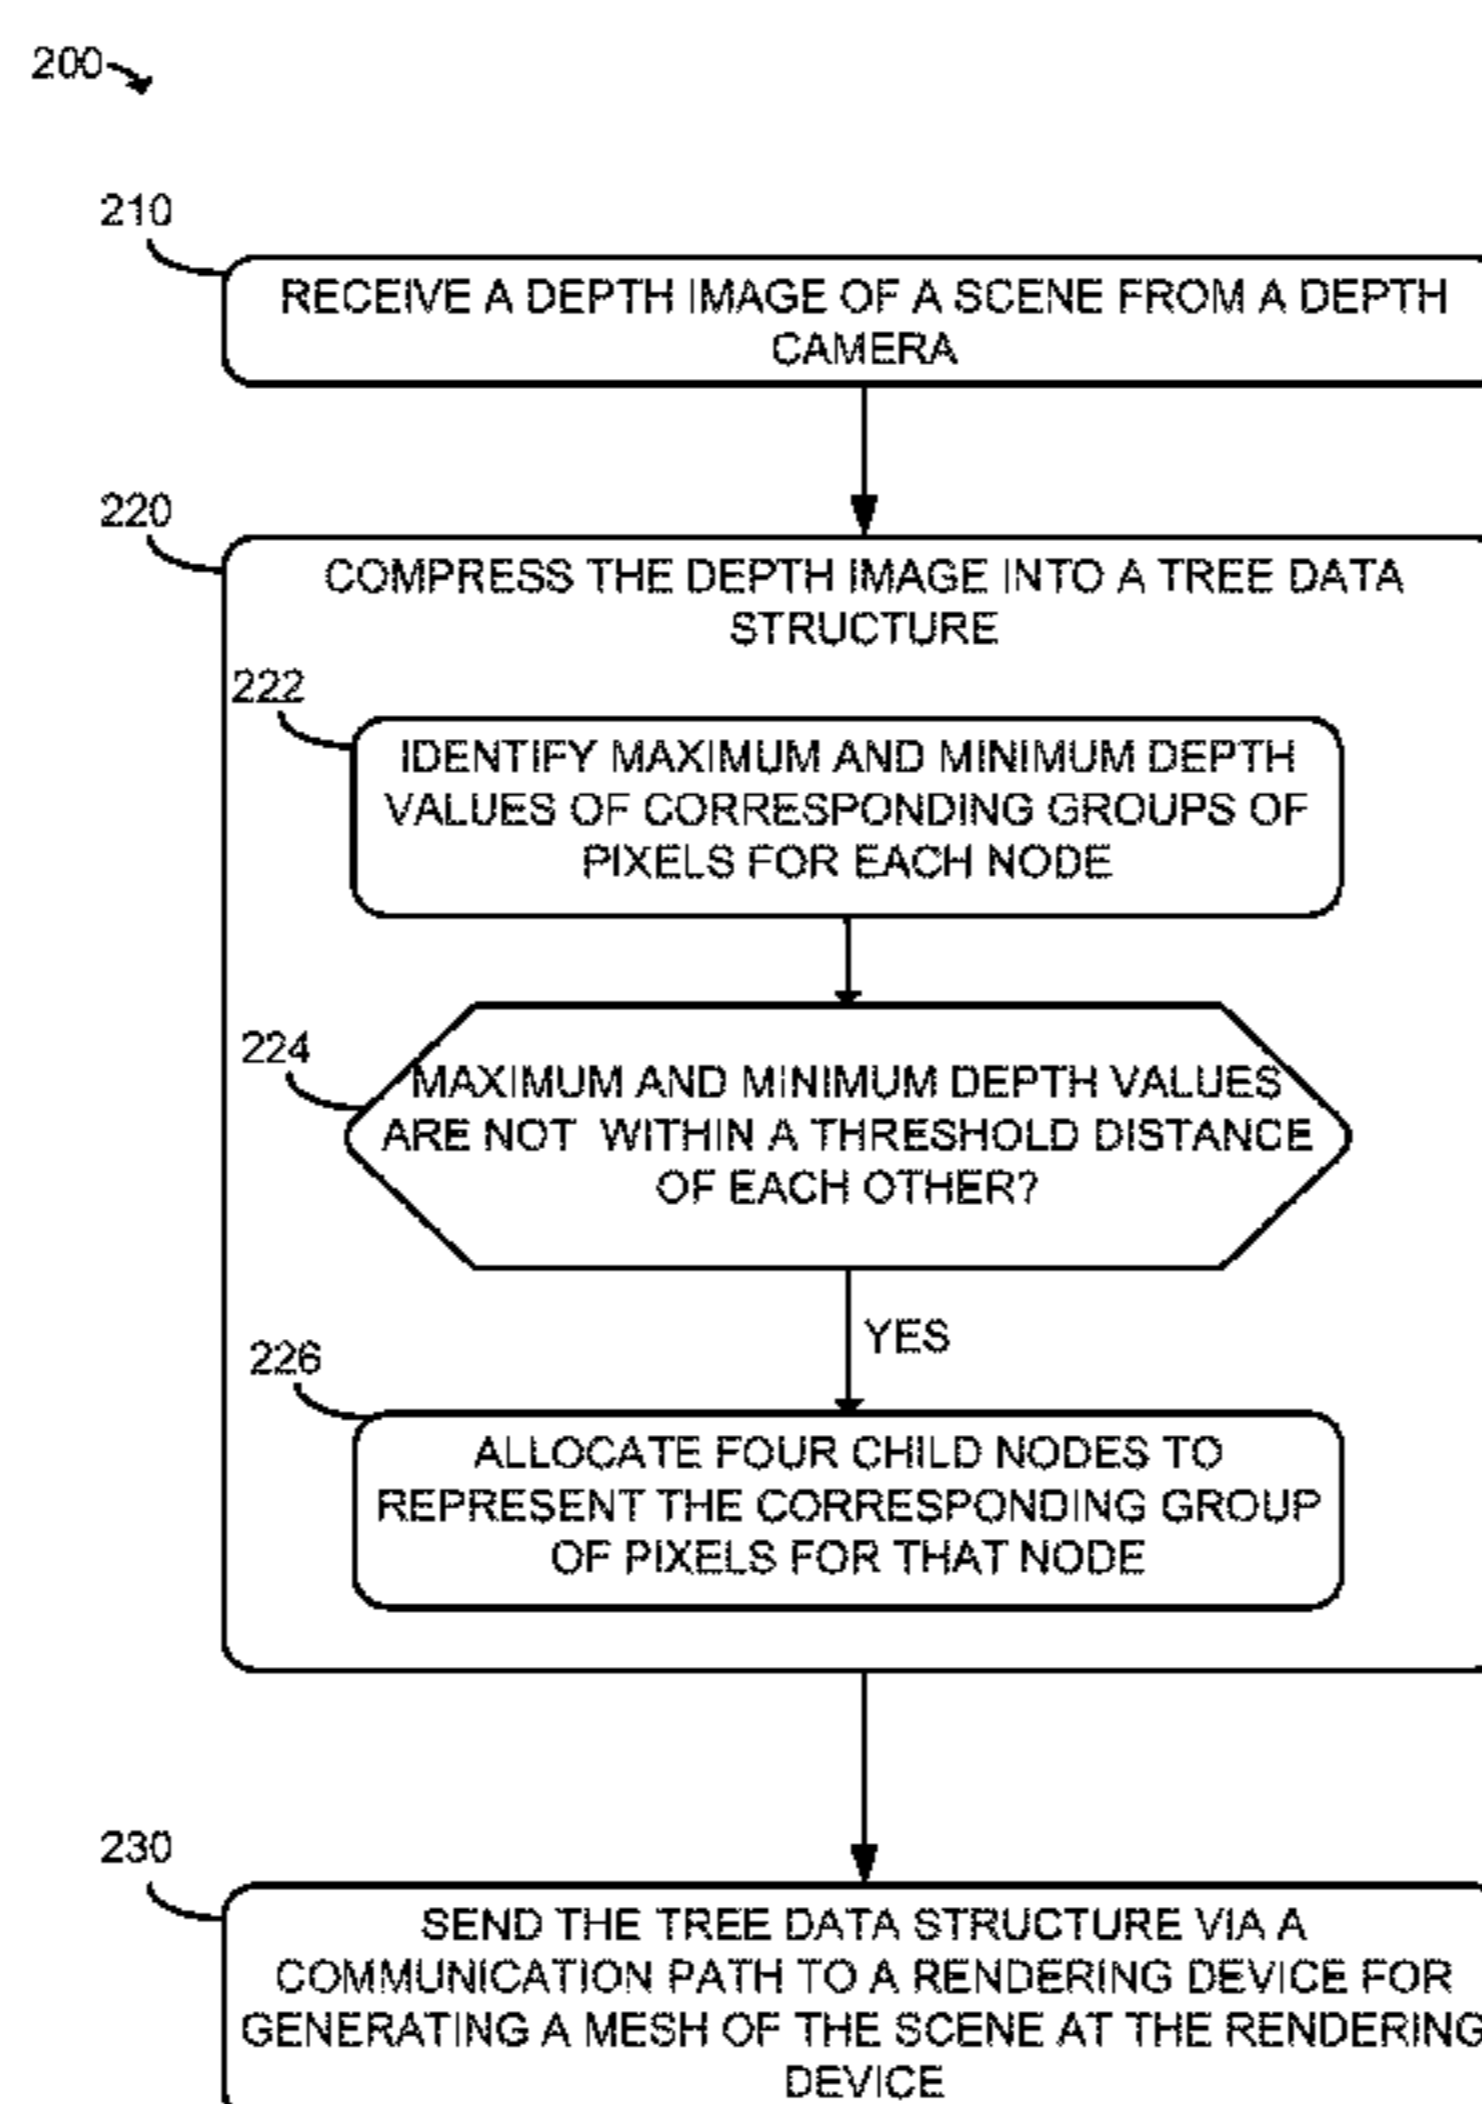 200
210
RECEIVE A DEPTH IMAGE OF A SCENE FROM A DEPTH
CAMERA
220
COMPRESS THE DEPTH IMAGE INTO A TREE DATA
STRUCTURE
222
IDENTIFY MAXIMUM AND MINIMUM DEPTH
VALUES OF CORRESPONDING GROUPS OF
PIXELS FOR EACH NODE
224
MAXIMUM AND MINIMUM DEPTH VALUES
ARE NOT WITHIN A THRESHOLD DISTANCE
OF EACH OTHER?
YES
226
ALLOCATE FOUR CHILD NODES TO
REPRESENT THE CORRESPONDING GROUP
OF PIXELS FOR THAT NODE
230
SEND THE TREE DATA STRUCTURE VIA A
COMMUNICATION PATH TO A RENDERING DEVICE FOR
GENERATING A MESH OF THE SCENE AT THE RENDERING
DEVICE